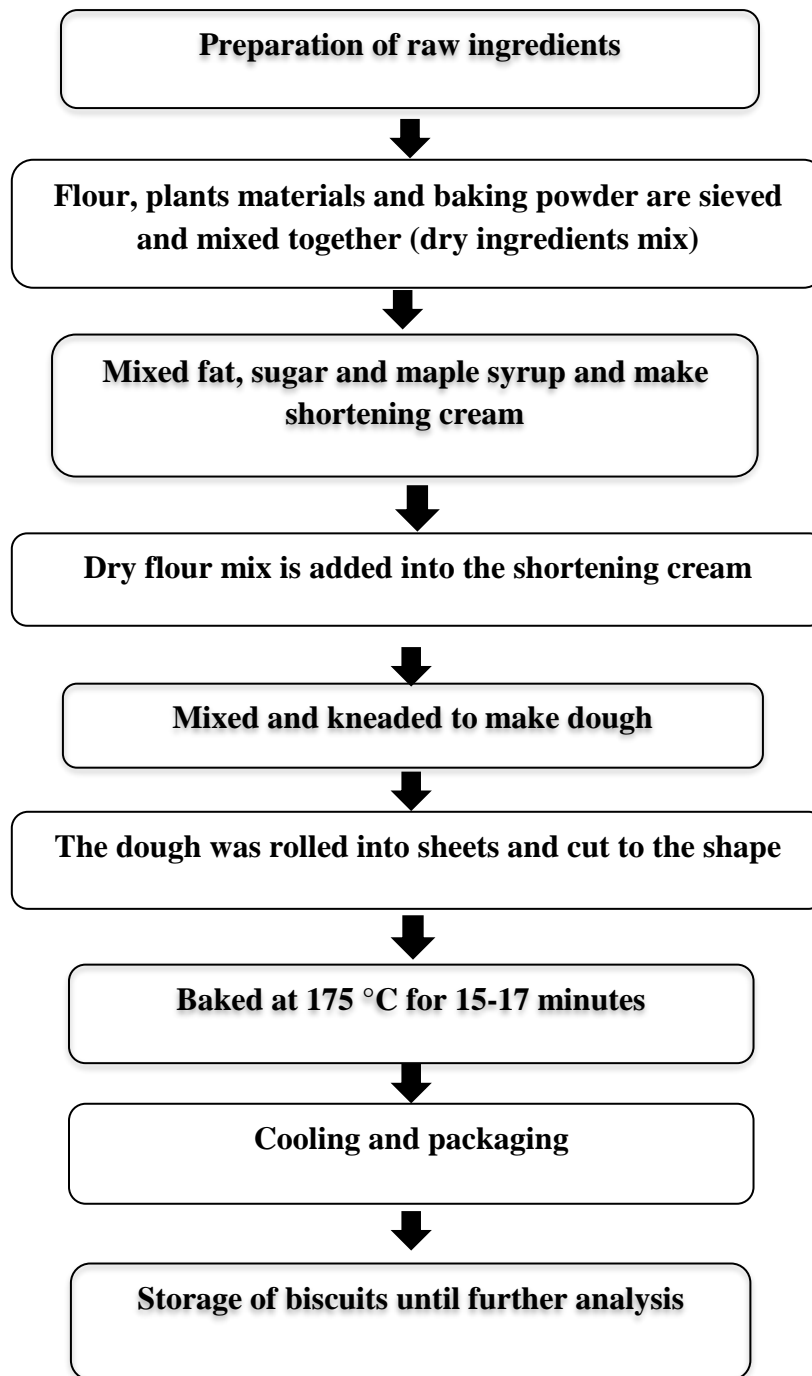 Preparation of raw ingredients
Flour, plants materials and baking powder are sieved
and mixed together (dry ingredients mix)
Mixed fat, sugar and maple syrup and make
shortening cream
Dry flour mix is added into the shortening cream
Mixed and kneaded to make dough
The dough was rolled into sheets and cut to the shape
Baked at 175 °C for 15-17 minutes
Cooling and packaging
Storage of biscuits until further analysis